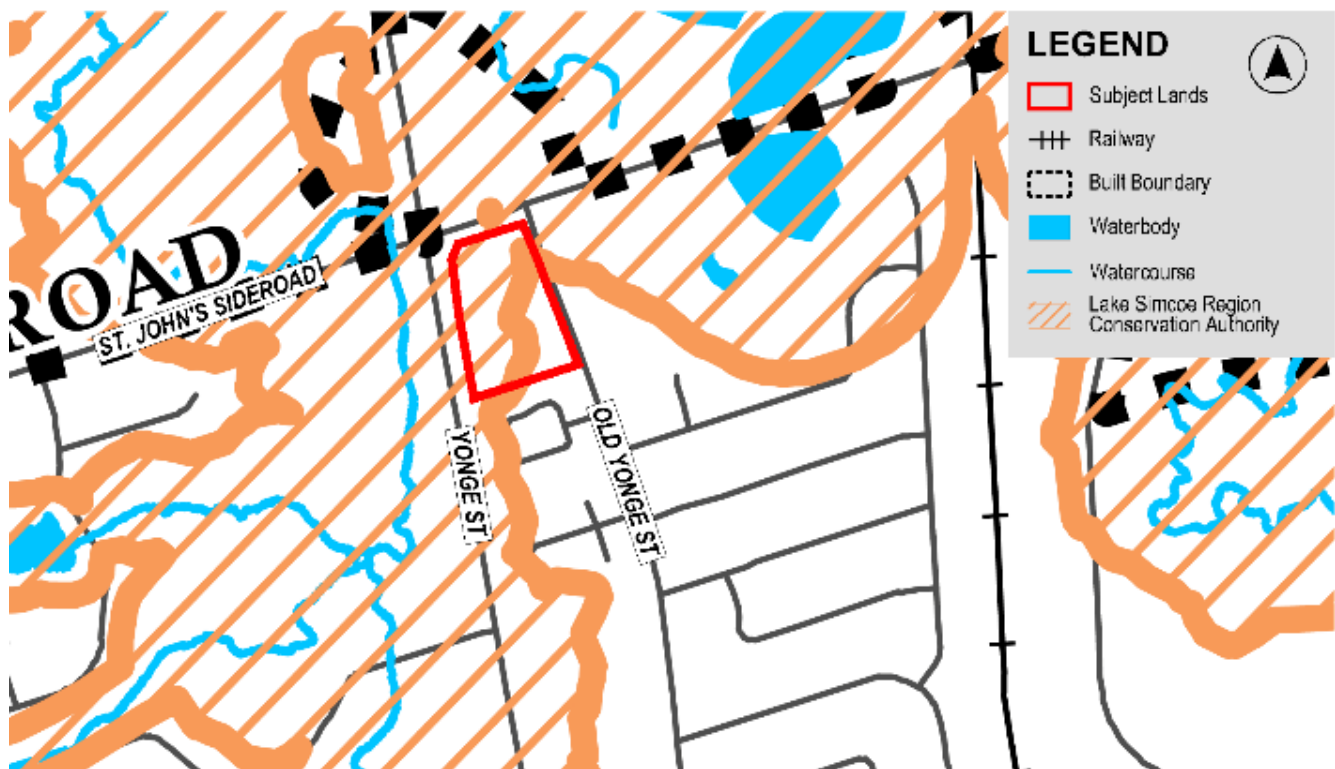 LEGEND
Subject Lands
Railway
Built Boundary
Waterbody
Watercourse
Lake Simcoe Region
Conservation Authority
ROAD
ST. JOHN'S SIDEROAD
YONGE ST
OLD YONGE ST